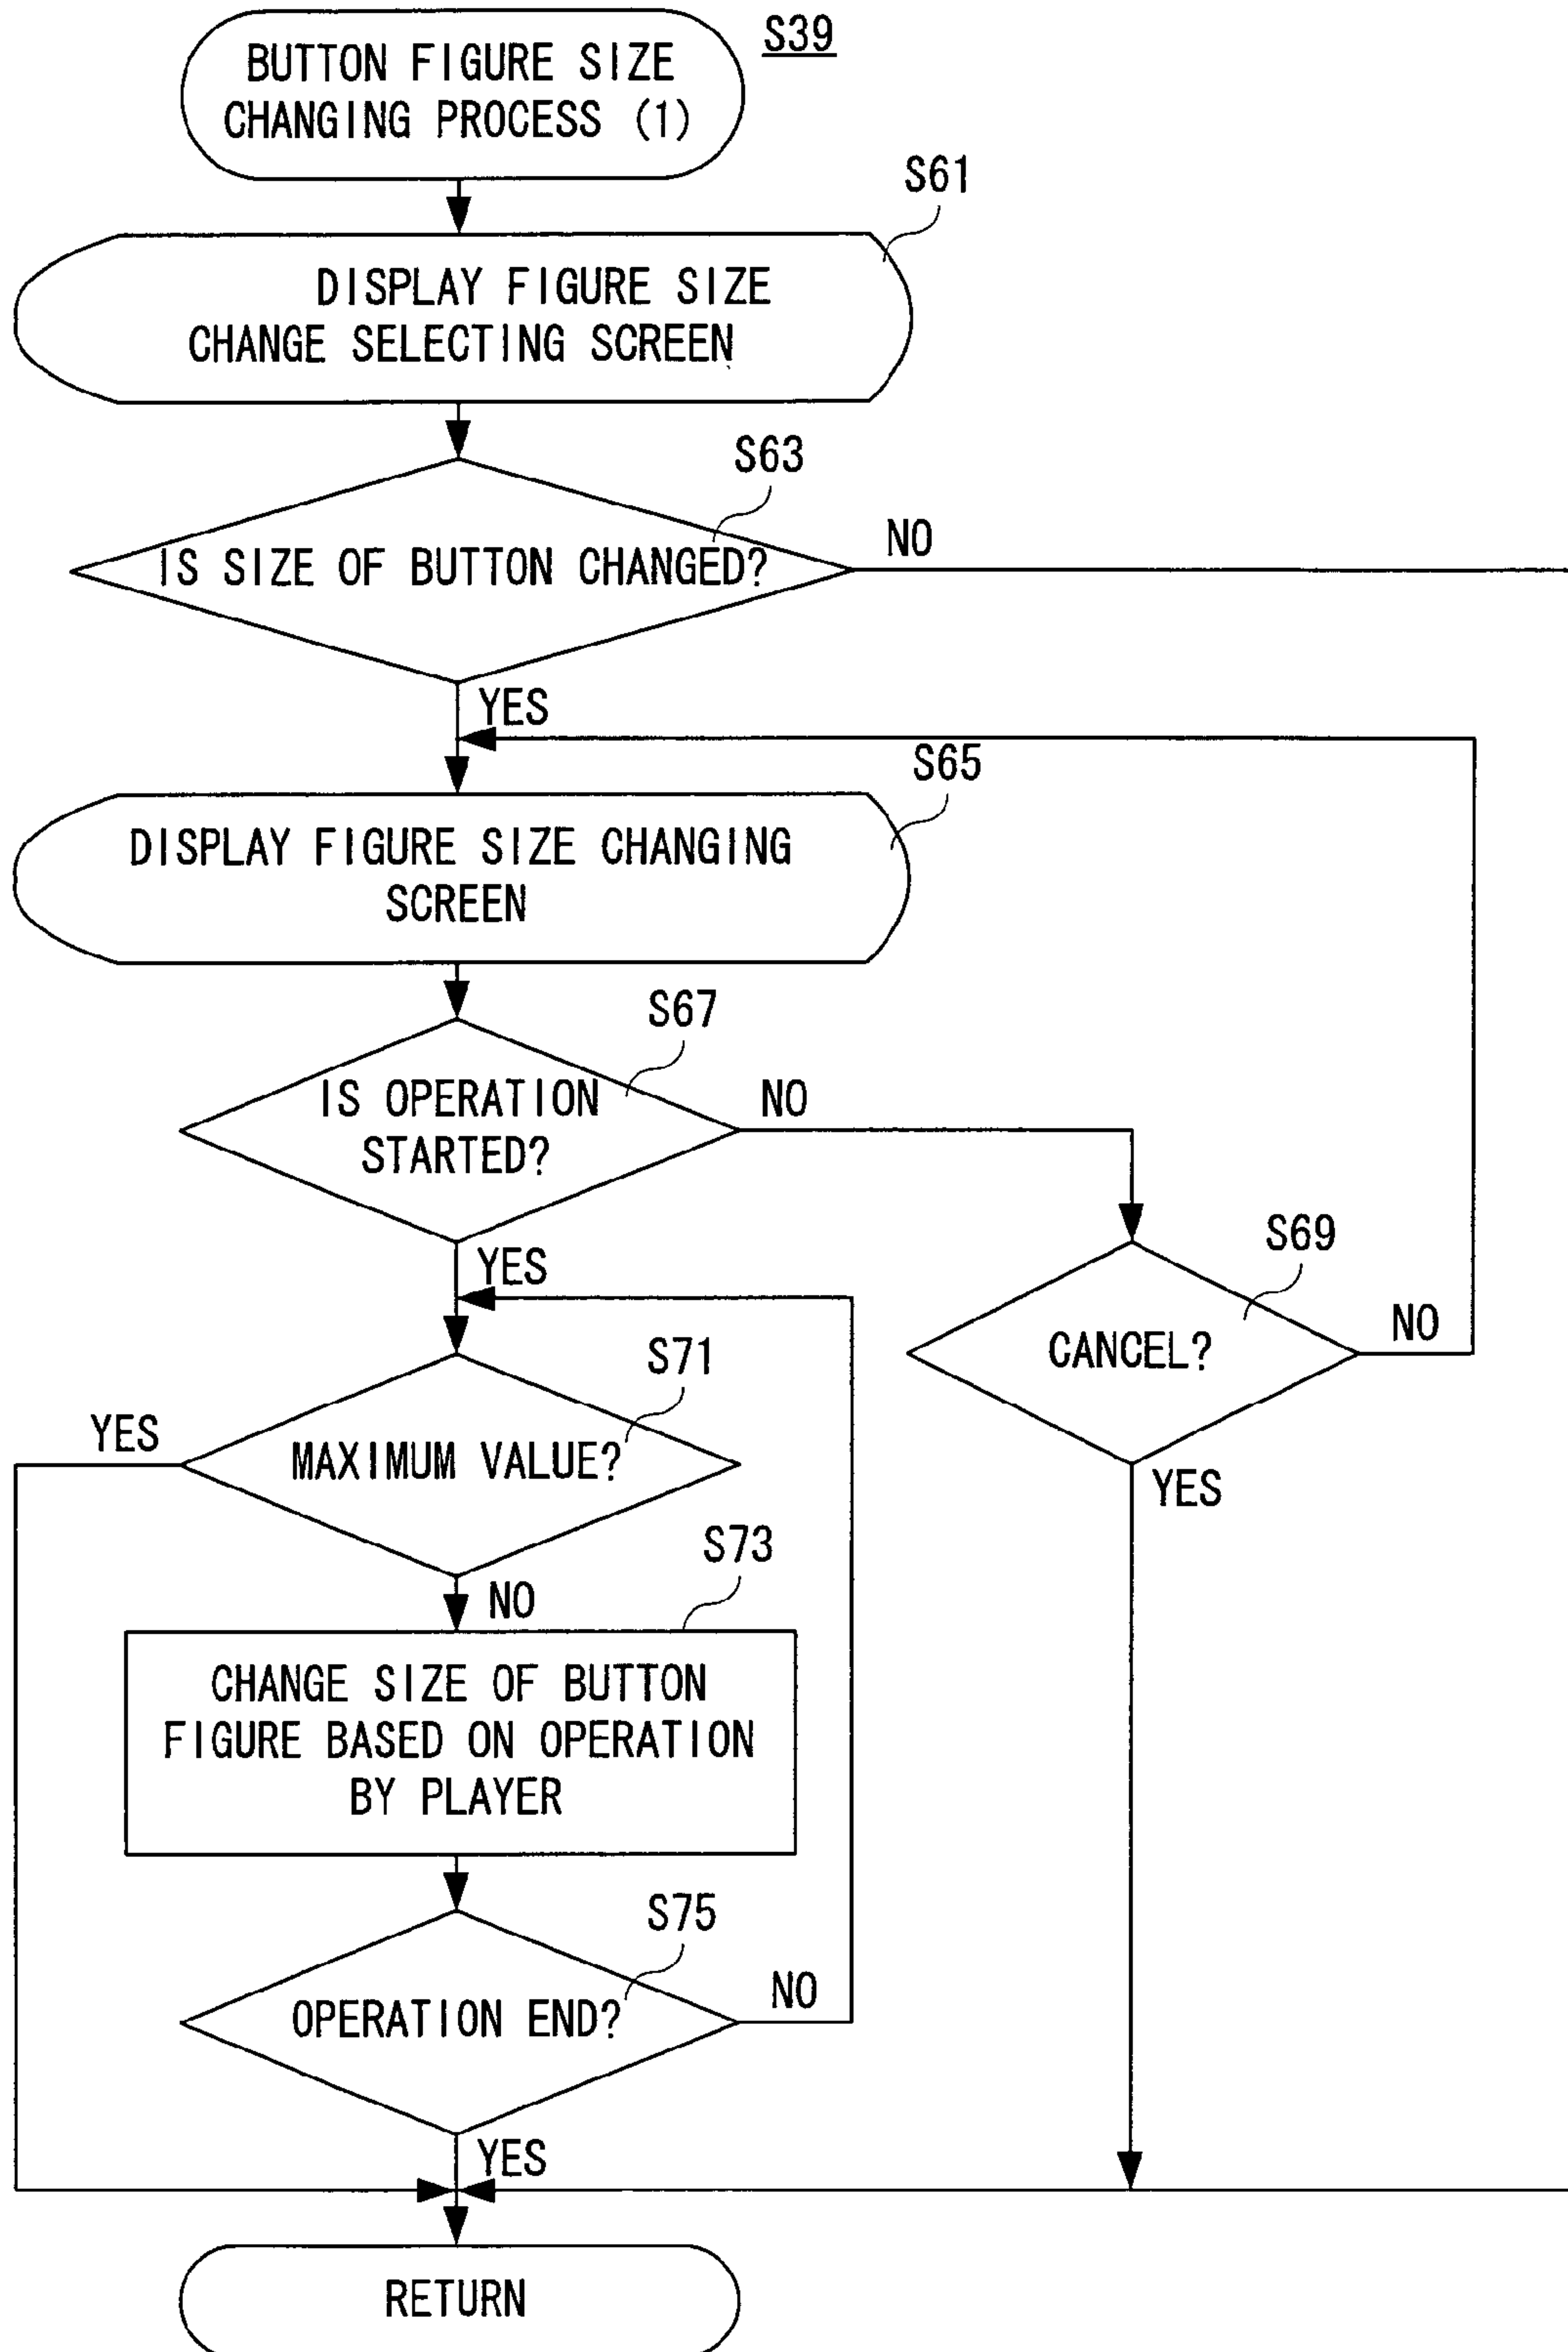 S39
BUTTON FIGURE SIZE
CHANGING PROCESS (1)
S61
DISPLAY FIGURE SIZE
CHANGE SELECTING SCREEN
S63
IS SIZE OF BUTTON CHANGED?
NO
YES
S65
DISPLAY FIGURE SIZE CHANGING
SCREEN
S67
IS OPERATION
STARTED?
NO
YES
S69
CANCEL?
NO
YES
S71
MAXIMUM VALUE?
YES
NO
S73
CHANGE SIZE OF BUTTON
FIGURE BASED ON OPERATION
BY PLAYER
S75
OPERATION END?
NO
YES
RETURN